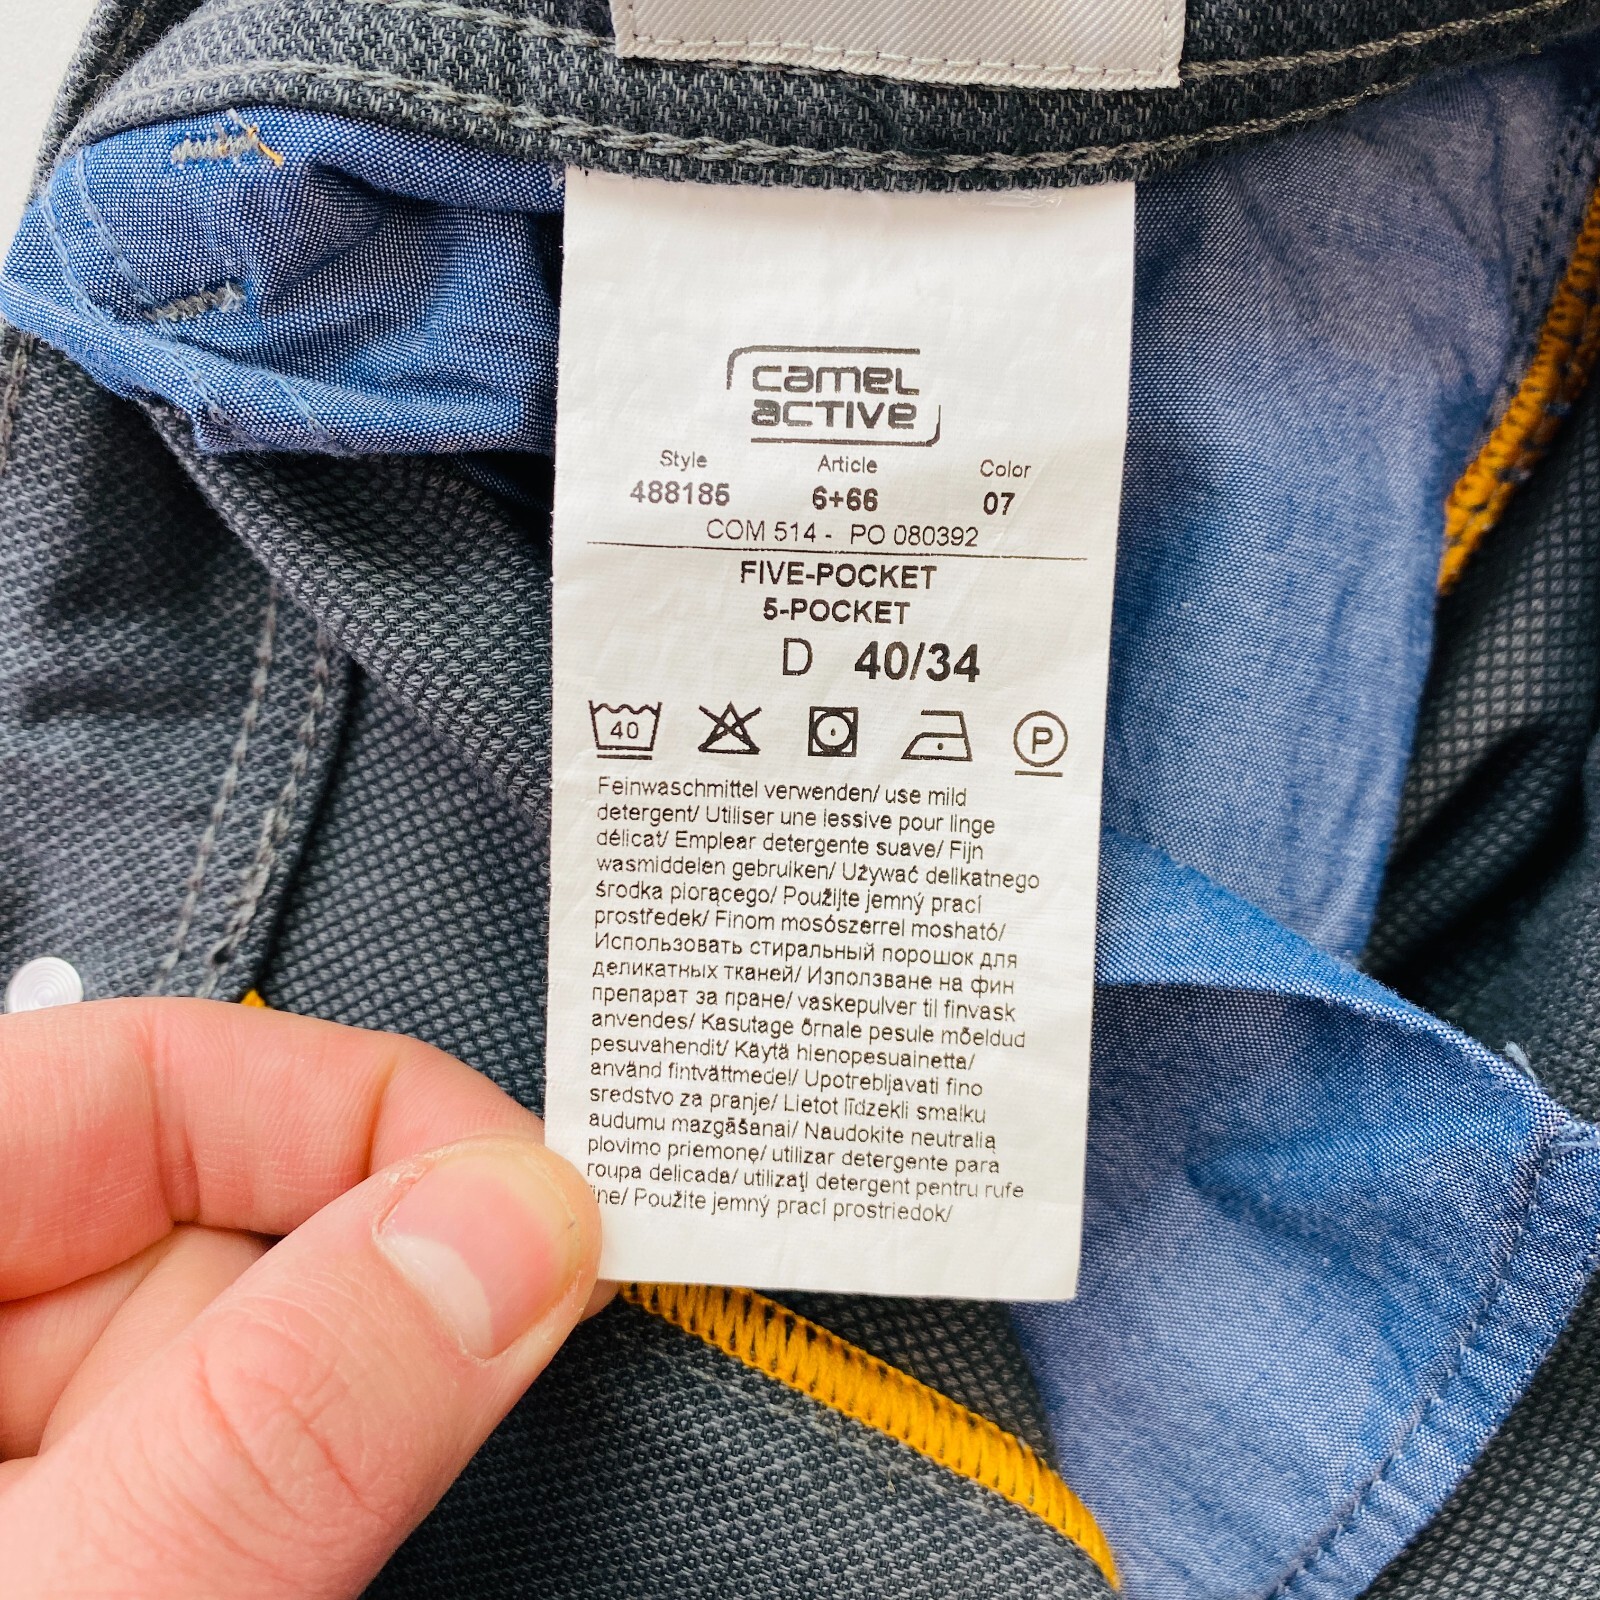 camel
active
Style Article Color
488185 6+66 07
COM 514 - PO 080392
FIVE-POCKET
5-POCKET
D 40/34
40 P
Feinwaschmittel verwenden/ use mild
detergent/ Utiliser une lessive pour linge
délicat/ Emplear detergente suave/ Fijn
wasmiddelen gebruiken/ Używać delikatnego
środka piorącego/ Použijte jemný prací
prostředek/ Finom mosószerrel mosható/
Использовать стиральный порошок для
деликатных тканей/ Използване на фин
препарат за пране/ vaskepulver til finvask
anvendes/ Kasutage õrnale pesule mõeldud
pesuvahendit/ Käytä hienopesuainetta/
använd fintvättmedel/ Upotrebljavati fino
sredstvo za pranje/ Lietot līdzekli smalku
audumu mazgāšanai/ Naudokite neutralią
plovimo priemonę/ utilizar detergente para
roupa delicada/ utilizaţi detergent pentru rufe
ine/ Použite jemný prací prostriedok/